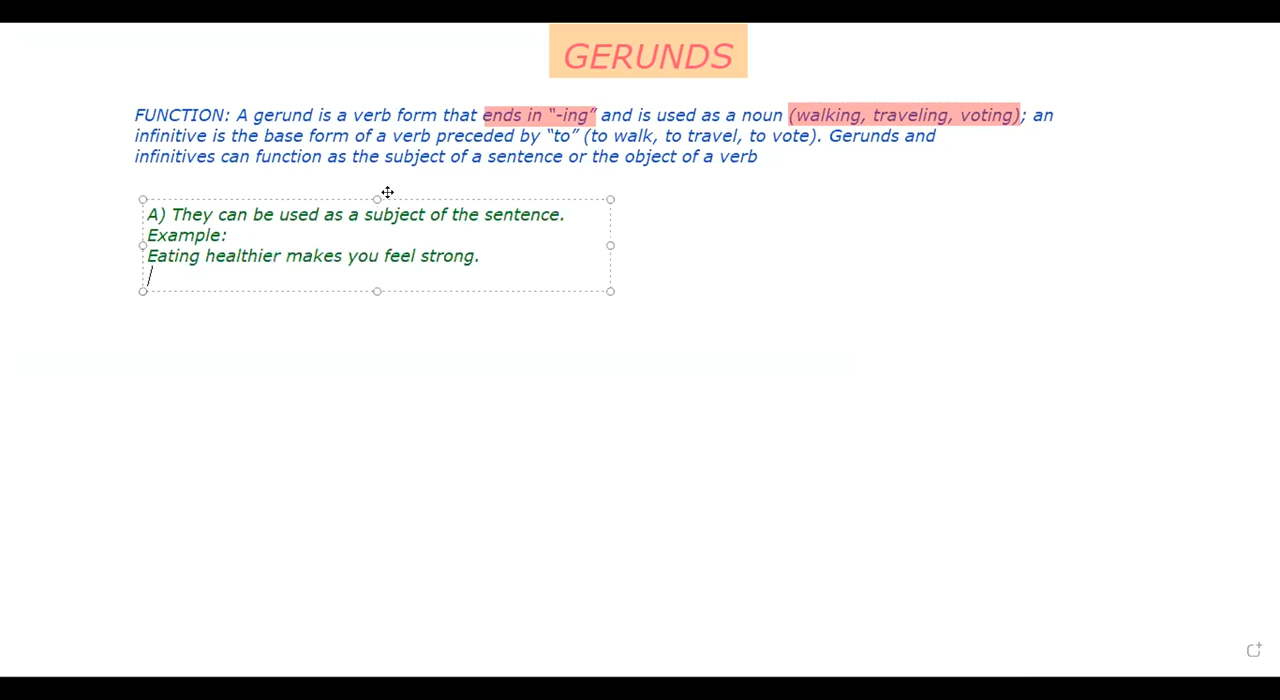 GERUNDS
FUNCTION: A gerund is a verb form that ends in “-ing” and is used as a noun (walking, traveling, voting); an
infinitive is the base form of a verb preceded by “to” (to walk, to travel, to vote). Gerunds and
infinitives can function as the subject of a sentence or the object of a verb
A) They can be used as a subject of the sentence.
Example:
Eating healthier makes you feel strong.